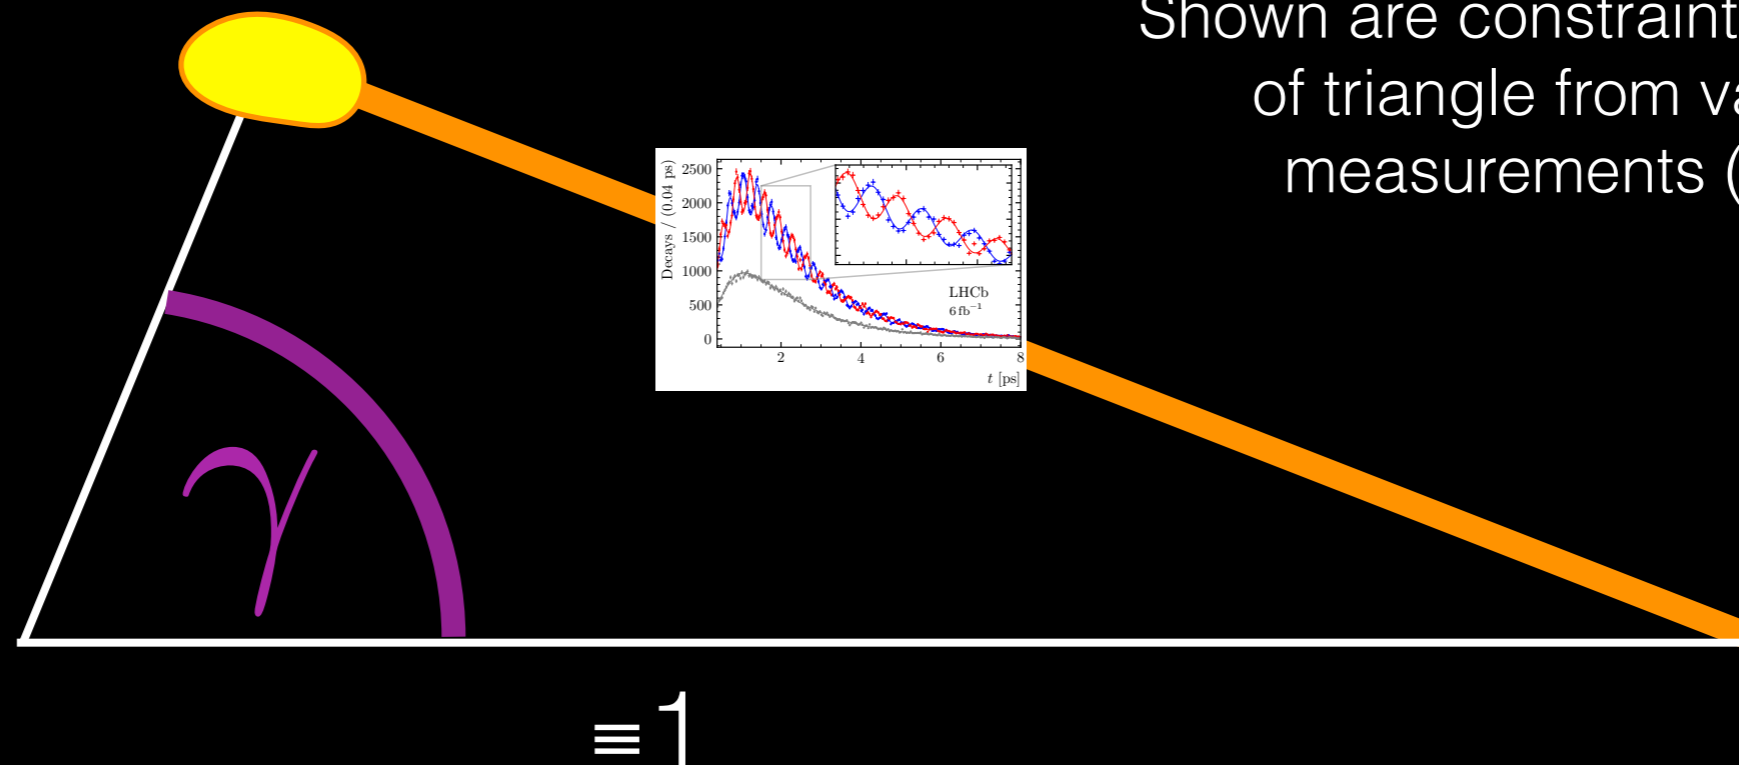 Shown are constraint
of triangle from va
measurements (
Decays / (0.04 ps)
2500
2000
1500
1000
500
0
LHCb
6 fb⁻¹
2 4 6 8
t [ps]
γ
≡1